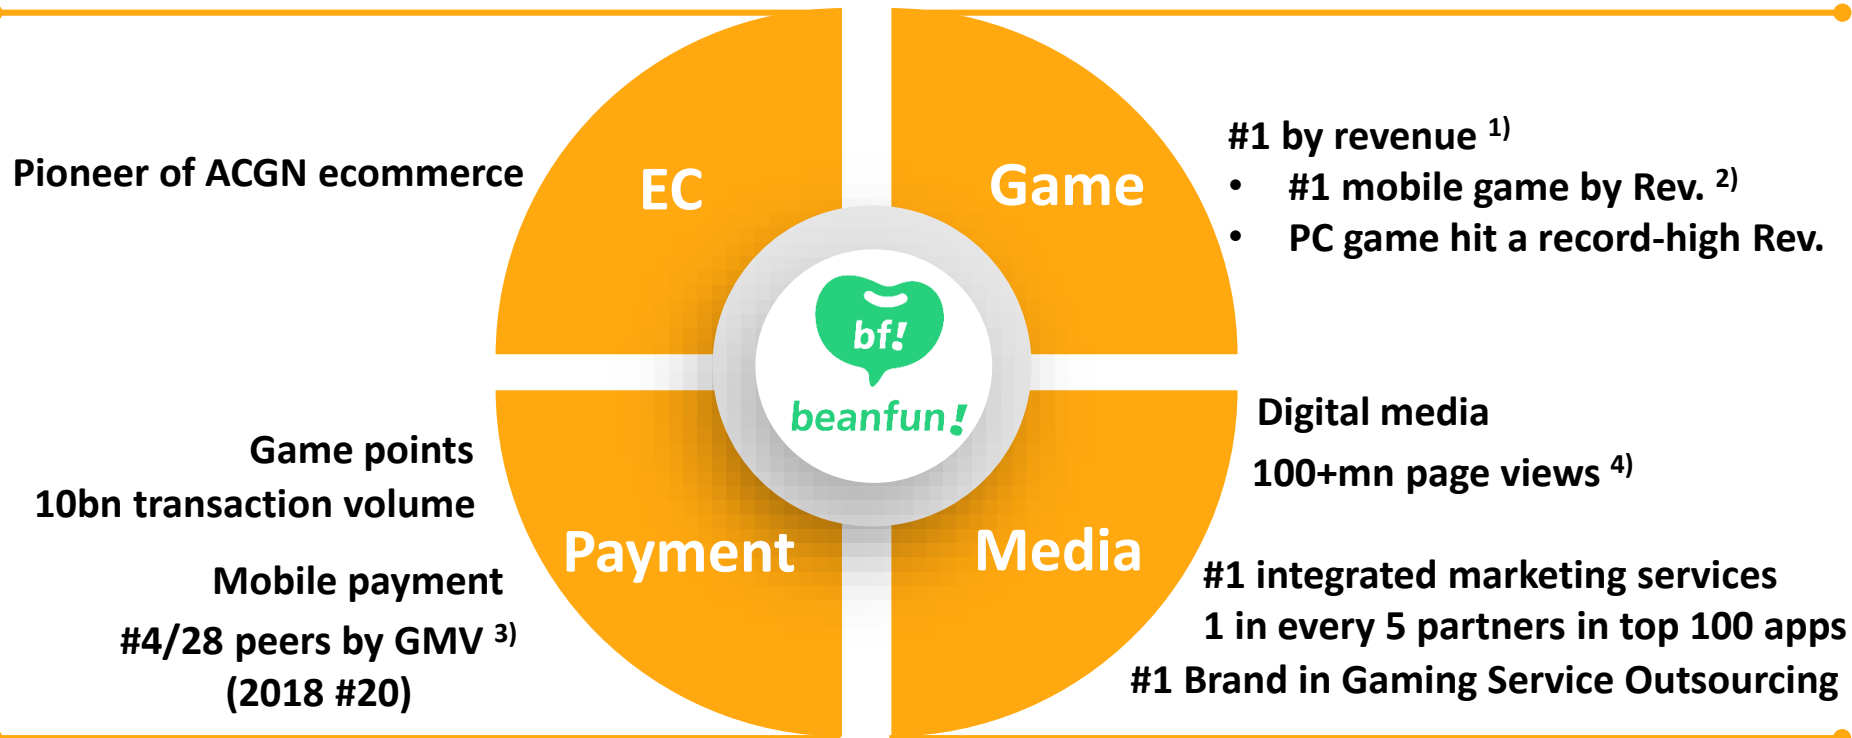 Pioneer of ACGN ecommerce
EC
Game
#1 by revenue 1)
• #1 mobile game by Rev. 2)
• PC game hit a record-high Rev.
bf!
beanfun!
Game points
10bn transaction volume
Mobile payment
#4/28 peers by GMV 3)
(2018 #20)
Payment
Media
Digital media
100+mn page views 4)
#1 integrated marketing services
1 in every 5 partners in top 100 apps
#1 Brand in Gaming Service Outsourcing